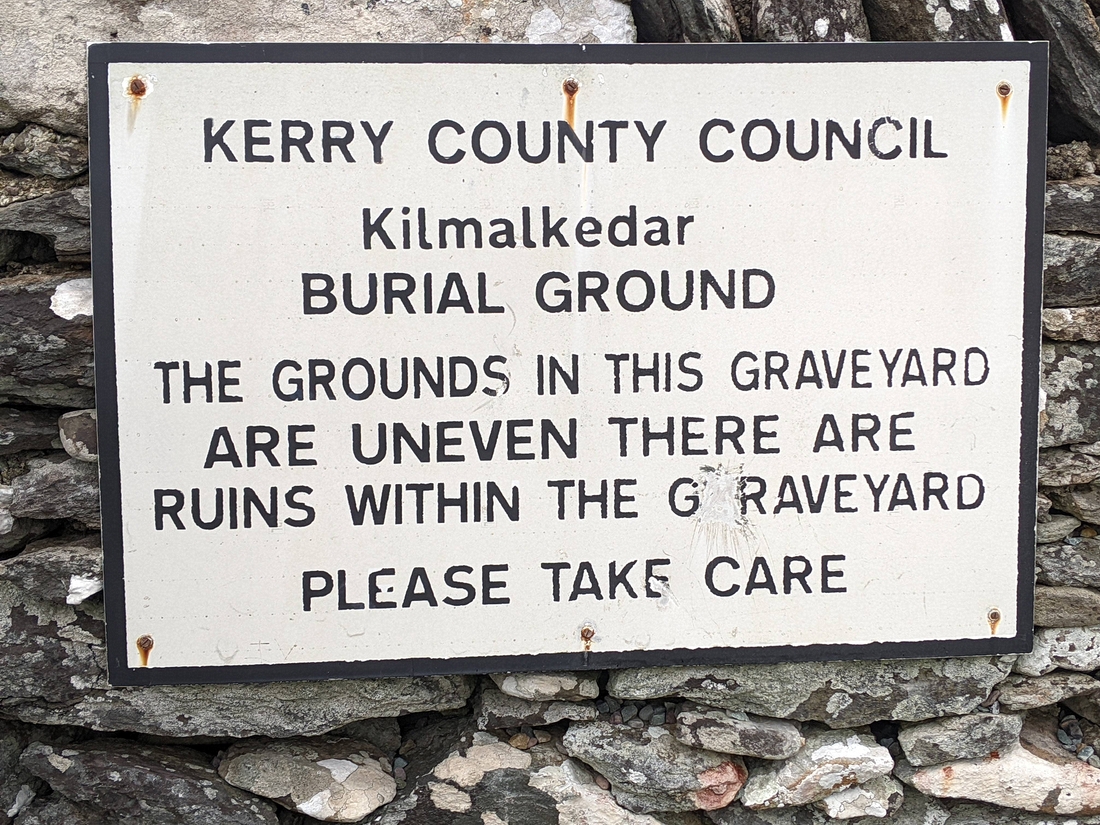 KERRY COUNTY COUNCIL
Kilmalkedar
BURIAL GROUND
THE GROUNDS IN THIS GRAVEYARD
ARE UNEVEN THERE ARE
RUINS WITHIN THE GRAVEYARD
PLEASE TAKE CARE